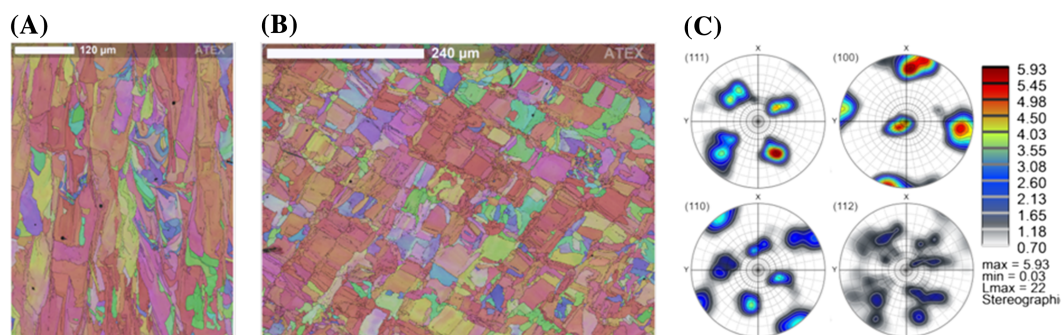 (A)
120 µm
ATEX
(B)
240 µm
ATEX
(C)
(111)
X
Y
(100)
X
Y
(110)
X
Y
(112)
X
Y
5.93
5.45
4.98
4.50
4.03
3.55
3.08
2.60
2.13
1.65
1.18
0.70
max = 5.93
min = 0.03
Lmax = 22
Stereographi